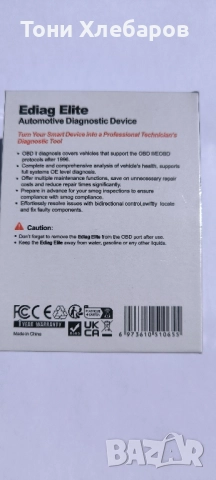 Тони Хлебаров
Ediag Elite
Automotive Diagnostic Device
Turn Your Smart Device into a Professional Technician's
Diagnostic Tool
• OBD II diagnosis covers vehicles that support the OBD II/EOBD
protocols after 1996.
• Complete and comprehensive analysis of vehicle's health, supports
full systems OE level diagnosis.
• Offer multiple maintenance functions, save on unnecessary repair
costs and reduce repair times significantly.
• Prepare in advance for your smog inspections to ensure
compliance with smog compliance.
• Effortlessly resolve issues with bidirectional control, swiftly locate
and fix faulty components.
Caution:
• Don't forget to remove the Ediag Elite from the OBD port after use.
• Keep the Ediag Elite away from water, gasoline or any other liquids.
FC CE
1 YEAR WARRANTY
Made in China
UK
CA
6 973610 510655
bazar